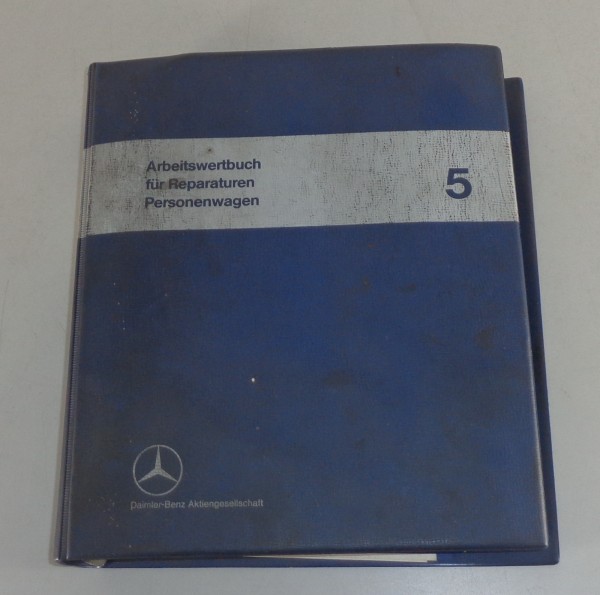 Arbeitswertbuch
für Reparaturen
Personenwagen
5
Daimler-Benz Aktiengesellschaft